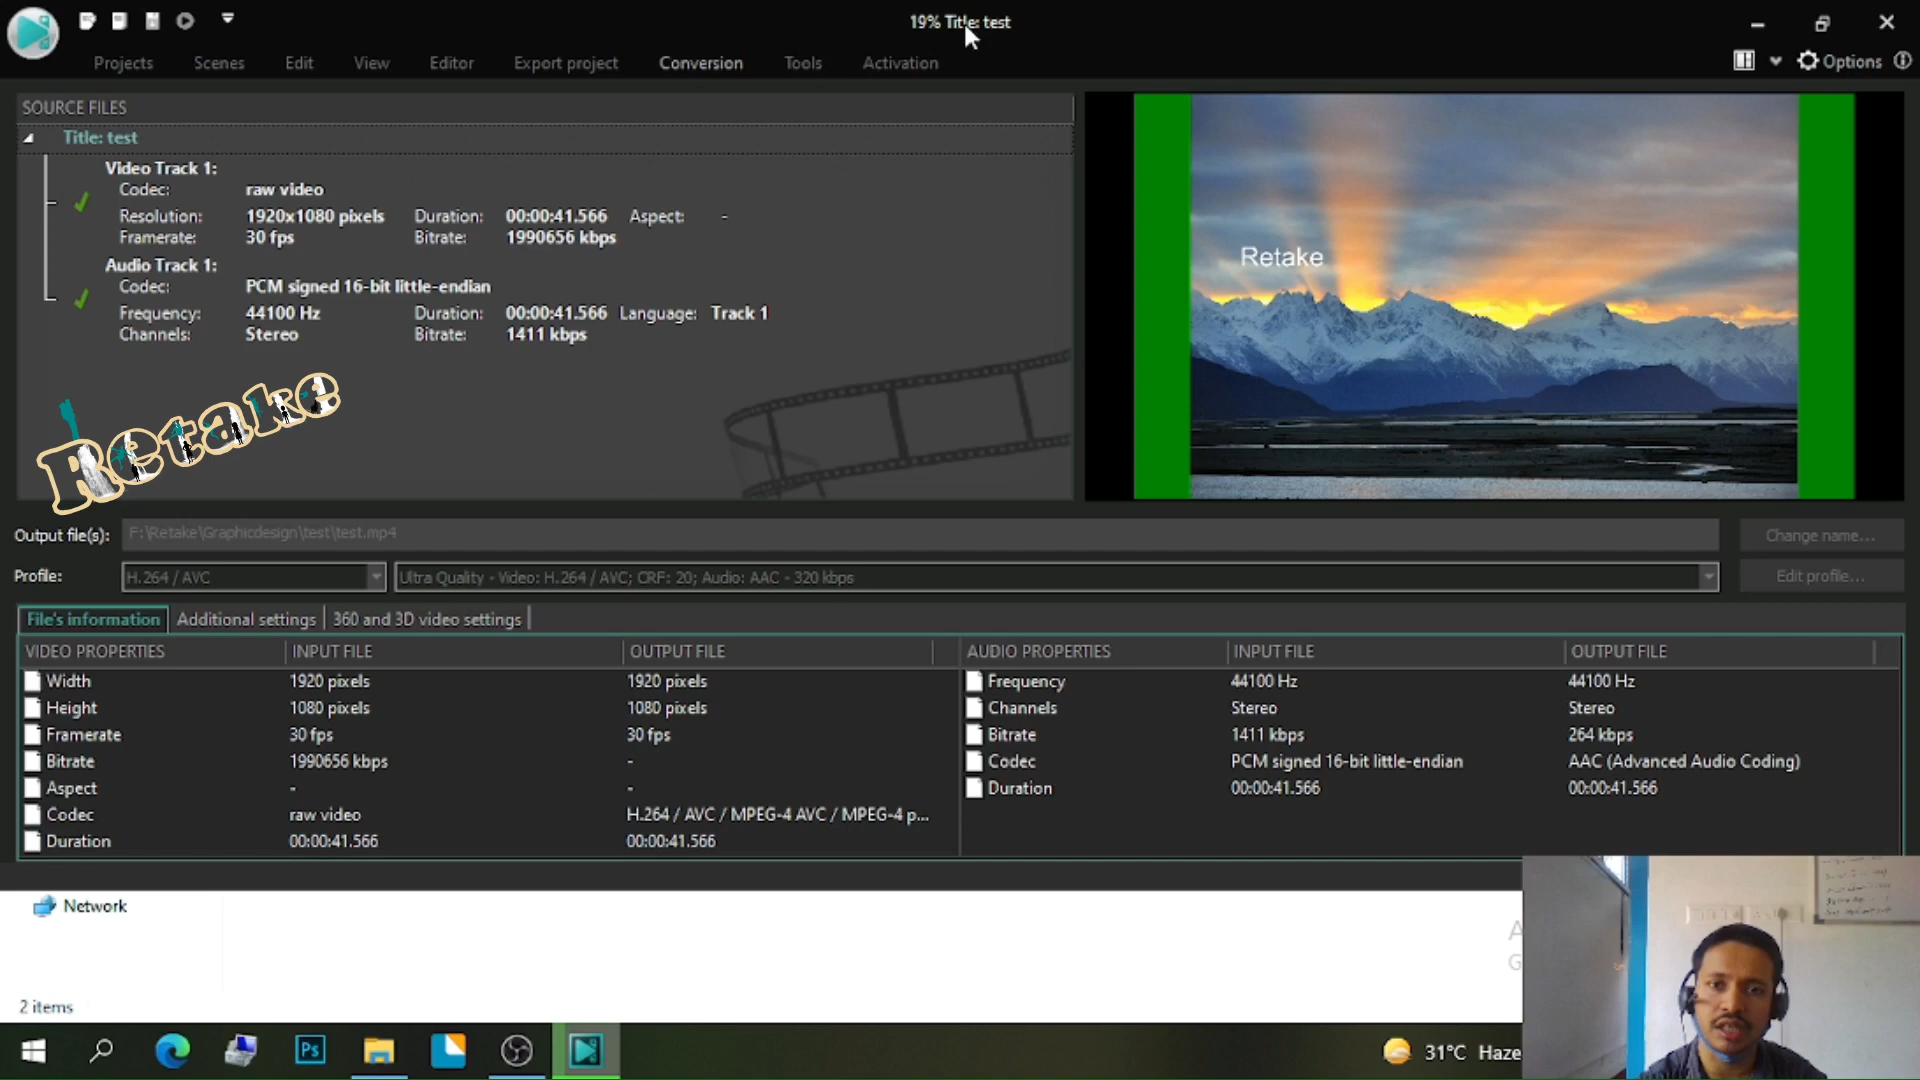 19% Title: test
Projects Scenes Edit View Editor Export project Conversion Tools Activation Options
SOURCE FILES
Title: test
Video Track 1:
Codec: raw video
Resolution: 1920x1080 pixels Duration: 00:00:41.566 Aspect: -
Framerate: 30 fps Bitrate: 1990656 kbps
Audio Track 1:
Codec: PCM signed 16-bit little-endian
Frequency: 44100 Hz Duration: 00:00:41.566 Language: Track 1
Channels: Stereo Bitrate: 1411 kbps
Retake
Retake
Output file(s): F:\Retake\Graphicdesign\test\test.mp4 Change name...
Profile: H.264 / AVC Ultra Quality - Video: H.264 / AVC; CRF: 20; Audio: AAC - 320 kbps Edit profile...
File's information Additional settings 360 and 3D video settings
VIDEO PROPERTIES INPUT FILE OUTPUT FILE AUDIO PROPERTIES INPUT FILE OUTPUT FILE
Width 1920 pixels 1920 pixels Frequency 44100 Hz 44100 Hz
Height 1080 pixels 1080 pixels Channels Stereo Stereo
Framerate 30 fps 30 fps Bitrate 1411 kbps 264 kbps
Bitrate 1990656 kbps - Codec PCM signed 16-bit little-endian AAC (Advanced Audio Coding)
Aspect - - Duration 00:00:41.566 00:00:41.566
Codec raw video H.264 / AVC / MPEG-4 AVC / MPEG-4 p...
Duration 00:00:41.566 00:00:41.566
Network
A
G
2 items
Ps
31°C Haze